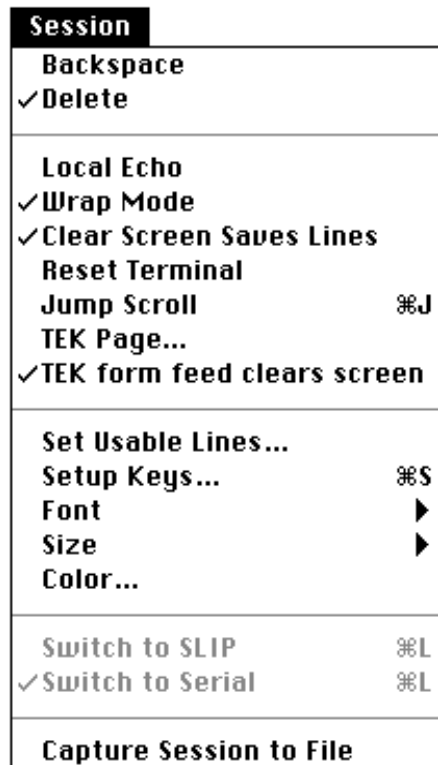 Session
Backspace
✓Delete
Local Echo
✓Wrap Mode
✓Clear Screen Saves Lines
Reset Terminal
Jump Scroll ⌘J
TEK Page...
✓TEK form feed clears screen
Set Usable Lines...
Setup Keys... ⌘S
Font ▶
Size ▶
Color...
Switch to SLIP ⌘L
✓Switch to Serial ⌘L
Capture Session to File